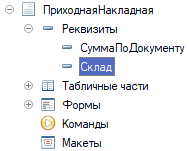 ПриходнаяНакладная
Реквизиты
СуммаПоДокументу
Склад
Табличные части
Формы
Команды
Макеты